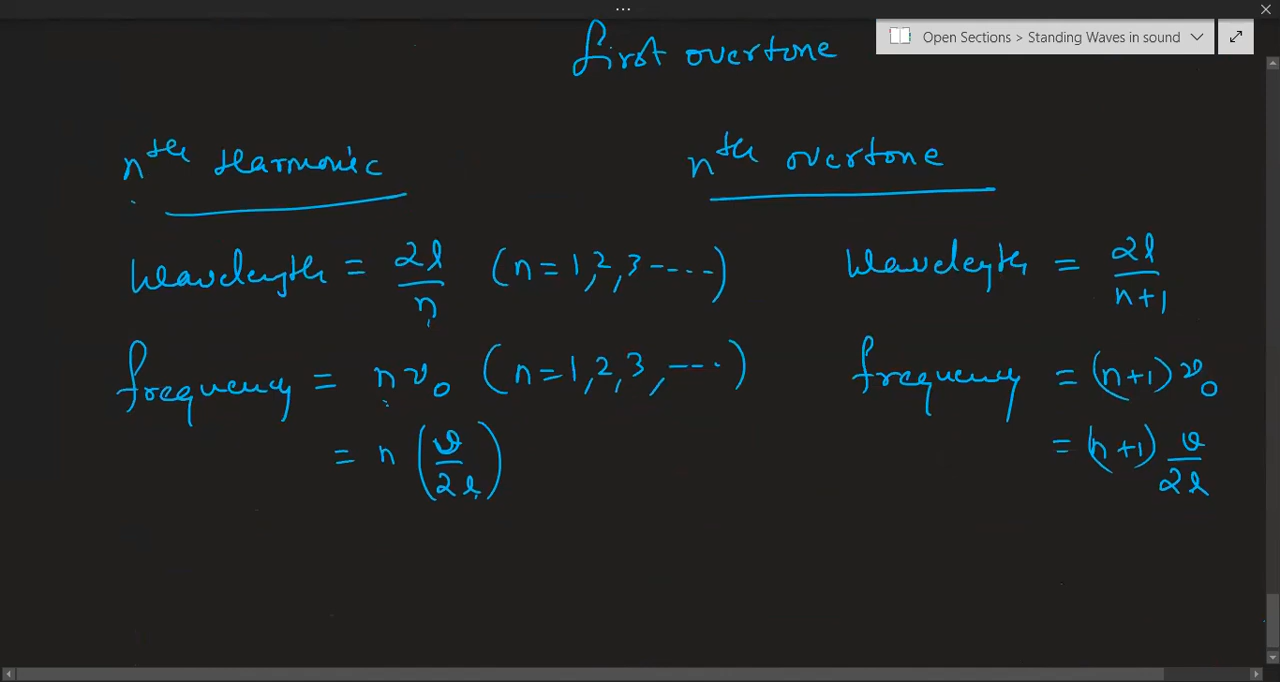 ...
Open Sections > Standing Waves in sound
first overtone
nth Harmonic
Wavelength = 2l/n (n = 1, 2, 3 ----)
frequency = nν₀ (n = 1, 2, 3, ---·)
= n(v/2l)
nth overtone
Wavelength = 2l/n+1
frequency = (n+1)ν₀
= (n+1) v/2l